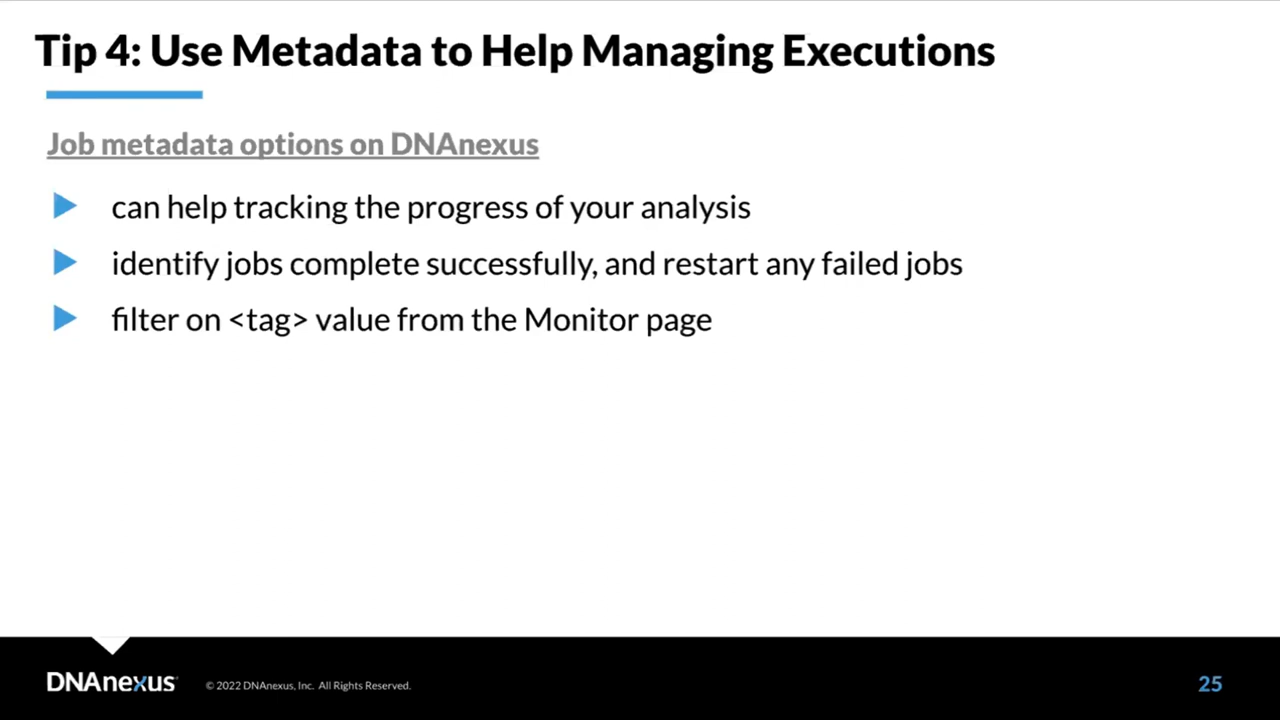 Tip 4: Use Metadata to Help Managing Executions
Job metadata options on DNAnexus
can help tracking the progress of your analysis
identify jobs complete successfully, and restart any failed jobs
filter on <tag> value from the Monitor page
DNAnexus
© 2022 DNAnexus, Inc. All Rights Reserved.
25